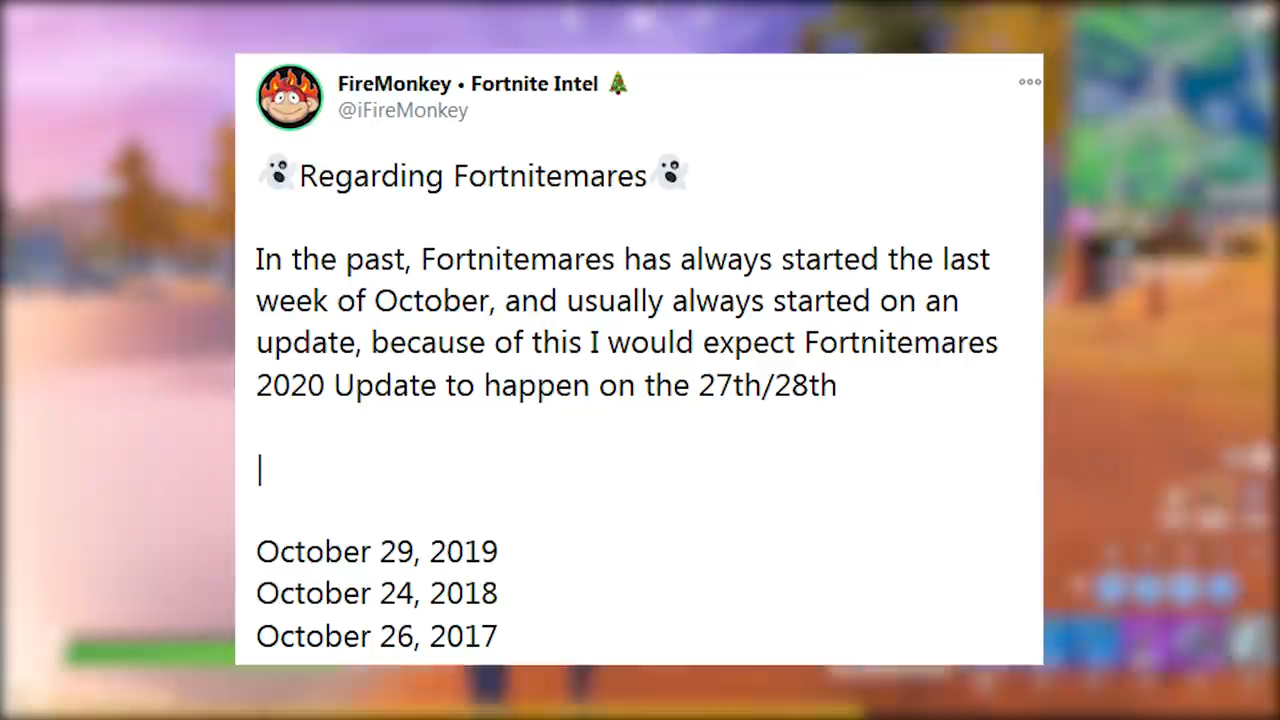 FireMonkey • Fortnite Intel 🎄
@iFireMonkey
👻Regarding Fortnitemares👻
In the past, Fortnitemares has always started the last
week of October, and usually always started on an
update, because of this I would expect Fortnitemares
2020 Update to happen on the 27th/28th
|
October 29, 2019
October 24, 2018
October 26, 2017